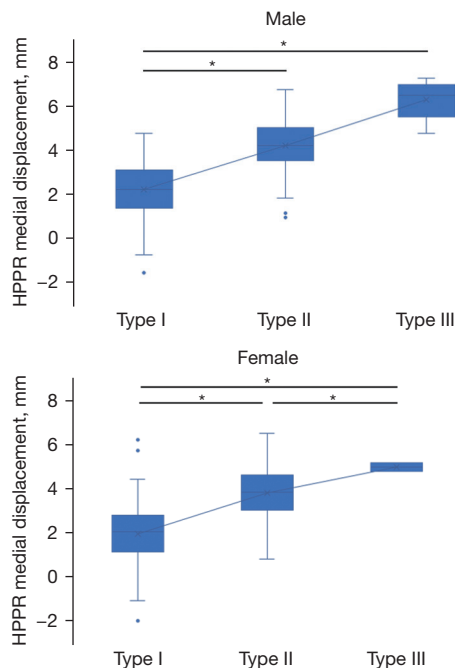 Male
HPPR medial displacement, mm
8
6
4
2
0
−2
*
*
Type I
Type II
Type III
Female
HPPR medial displacement, mm
8
6
4
2
0
−2
*
*
*
Type I
Type II
Type III